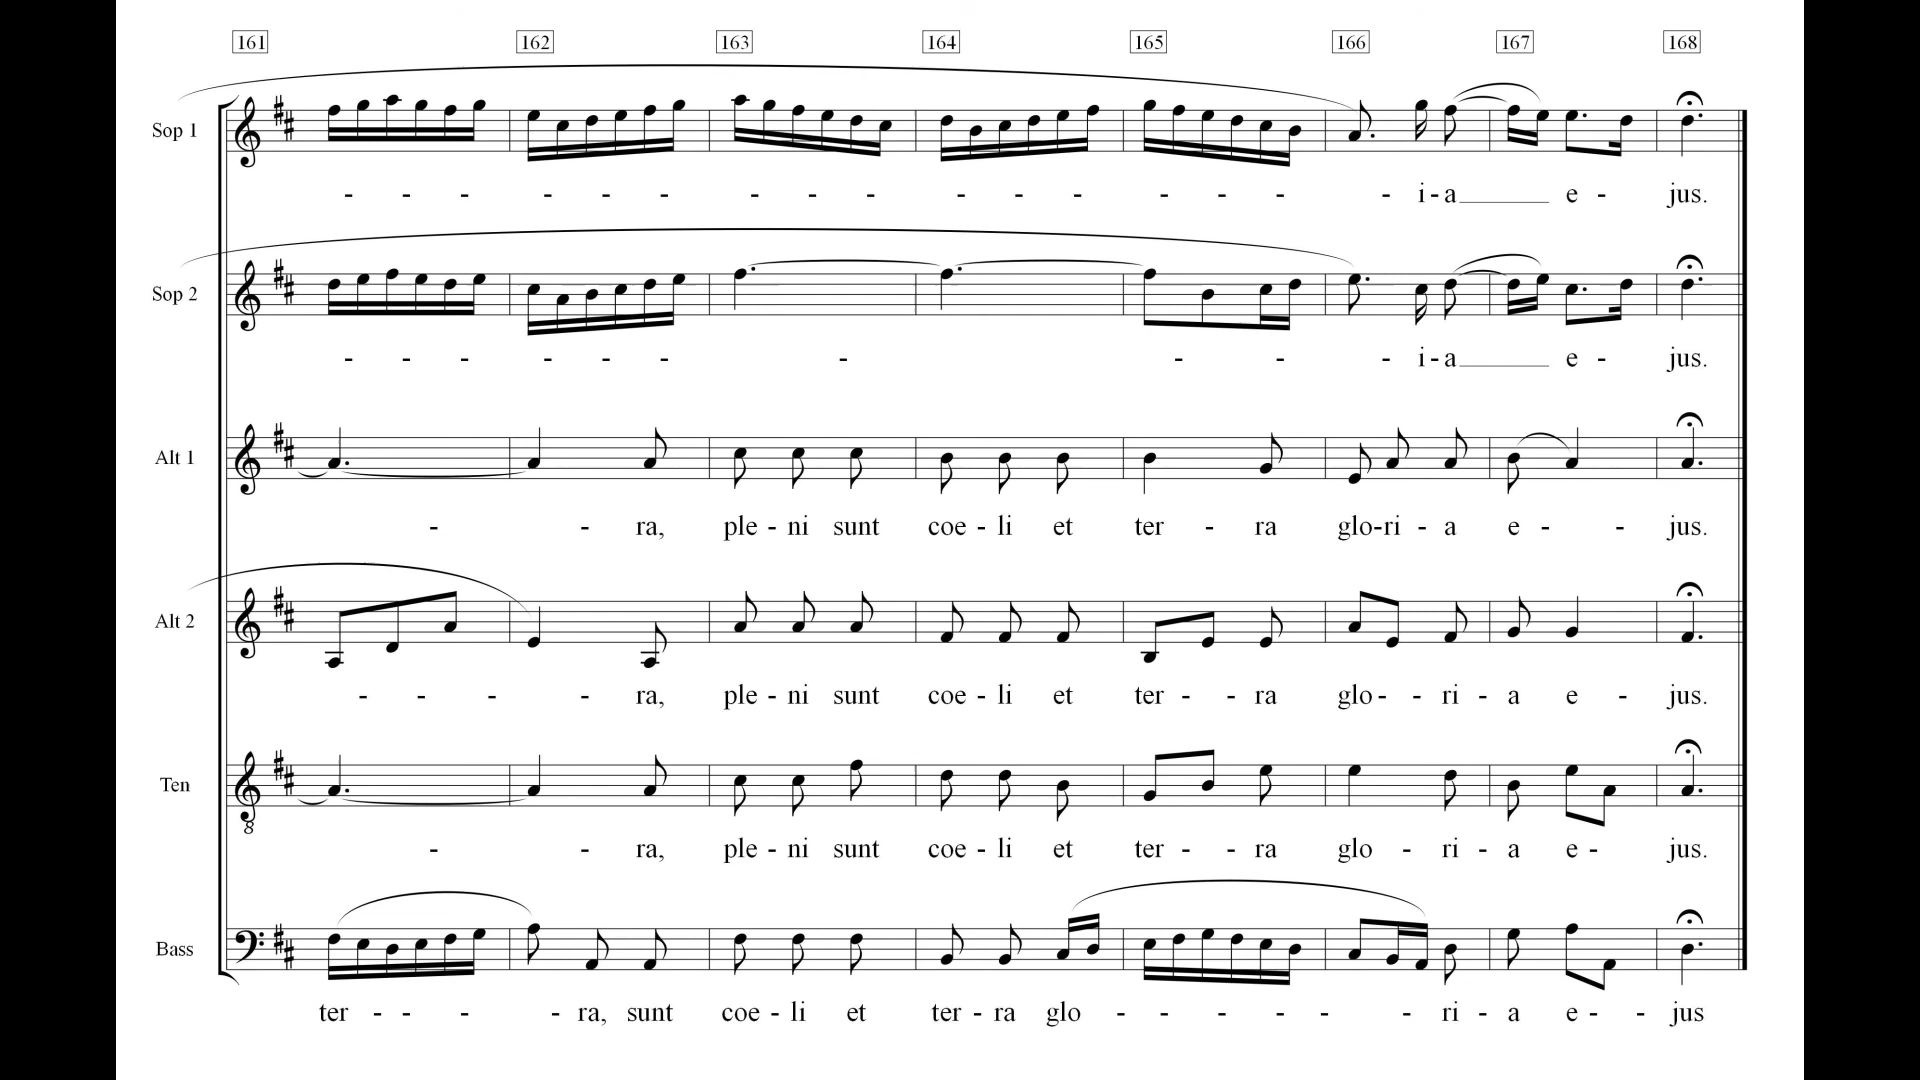 161 162 163 164 165 166 167 168
Sop 1
- - - - - - - - - - - - - - - - i - a e - jus.
Sop 2
- - - - - - - - - - i - a e - jus.
Alt 1
- - ra, ple - ni sunt coe - li et ter - ra glo - ri - a e - - jus.
Alt 2
- - - - ra, ple - ni sunt coe - li et ter - - ra glo - - ri - a e - jus.
Ten
8
- - ra, ple - ni sunt coe - li et ter - - ra glo - ri - a e - jus.
Bass
ter - - - - ra, sunt coe - li et ter - ra glo - - - - - - ri - a e - - jus